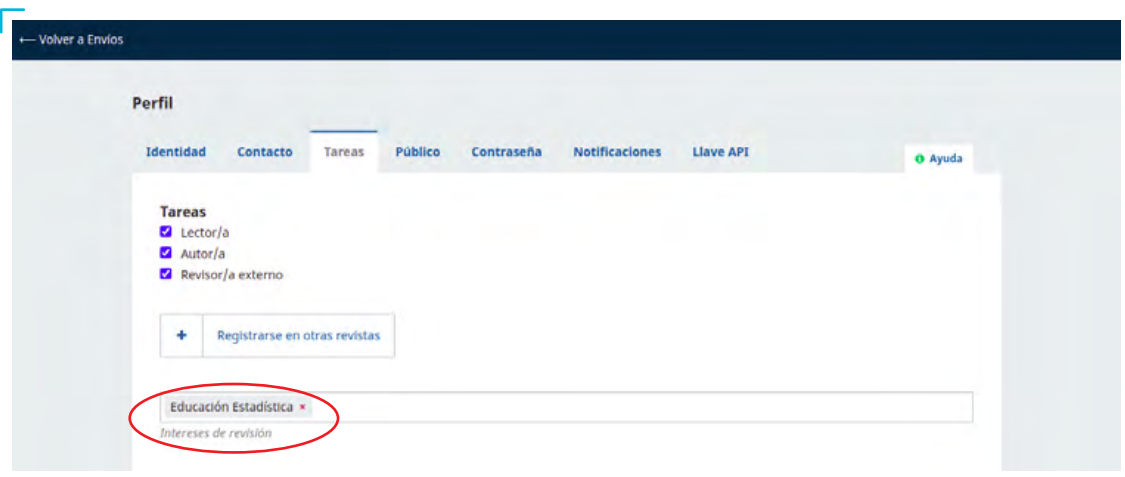 ← Volver a Envíos
Perfil
Identidad Contacto Tareas Público Contraseña Notificaciones Llave API Ayuda
Tareas
Lector/a
Autor/a
Revisor/a externo
+ Registrarse en otras revistas
Educación Estadística ×
Intereses de revisión